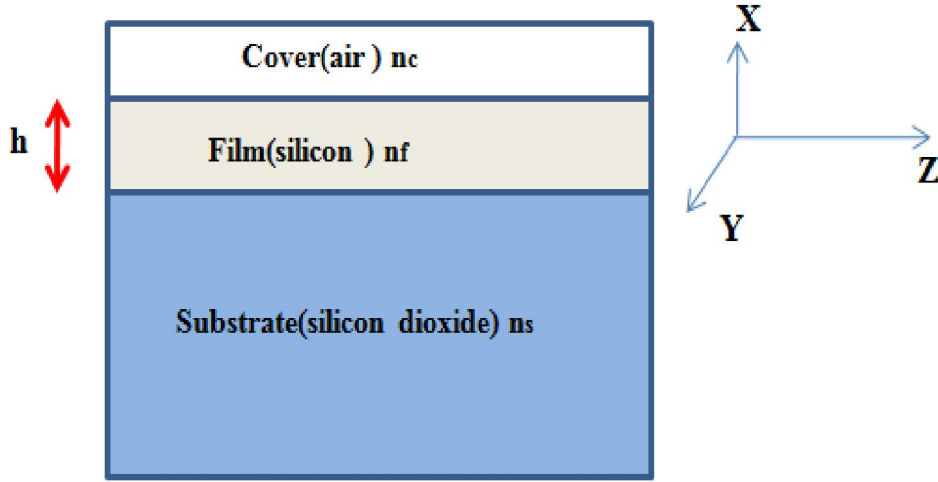 Cover(air ) nc
X
h
Film(silicon ) nf
Z
Y
Substrate(silicon dioxide) ns